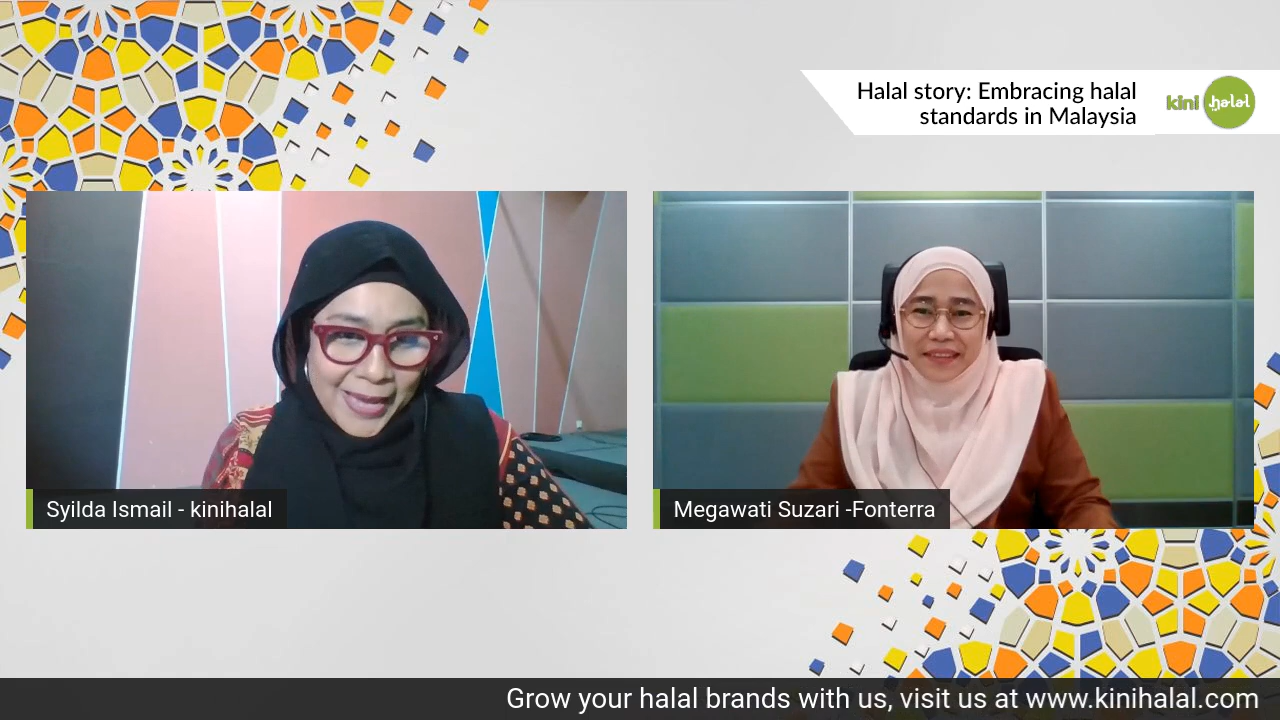 Halal story: Embracing halal
standards in Malaysia
kini halal
Syilda Ismail - kinihalal
Megawati Suzari -Fonterra
Grow your halal brands with us, visit us at www.kinihalal.com